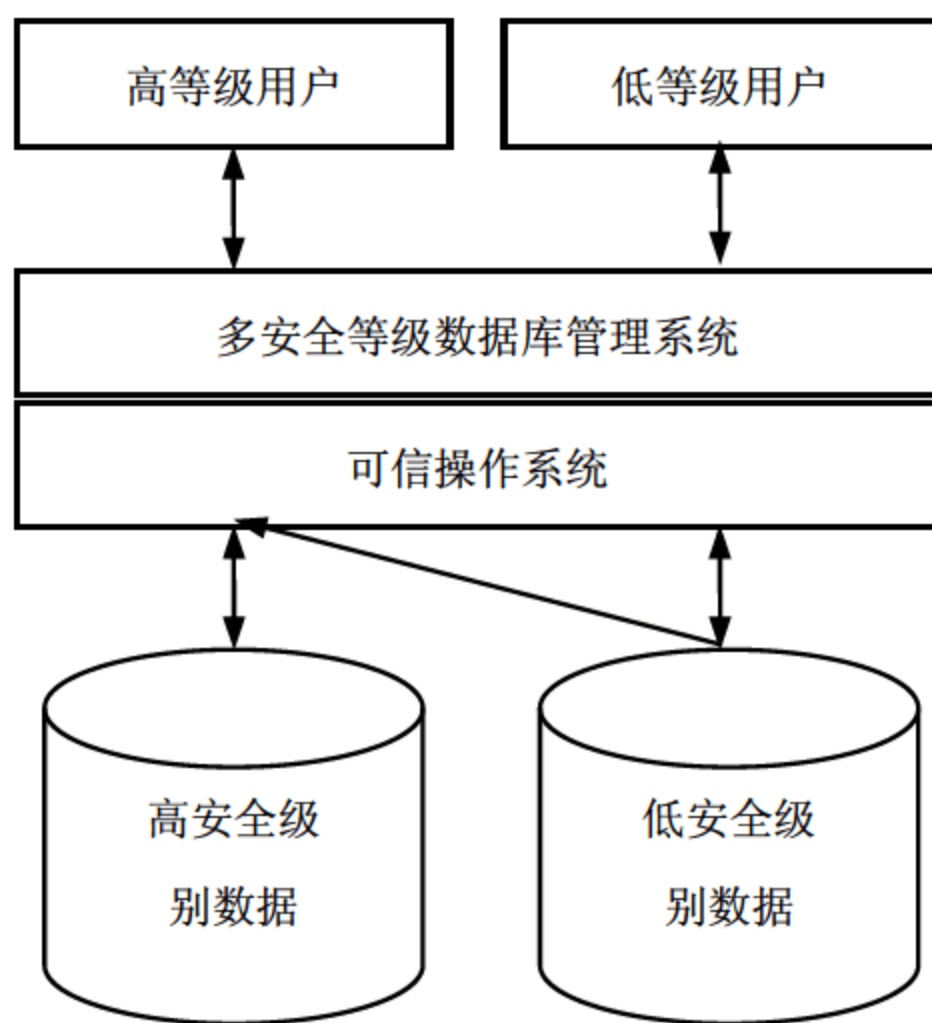 高等级用户
低等级用户
多安全等级数据库管理系统
可信操作系统
高安全级
别数据
低安全级
别数据